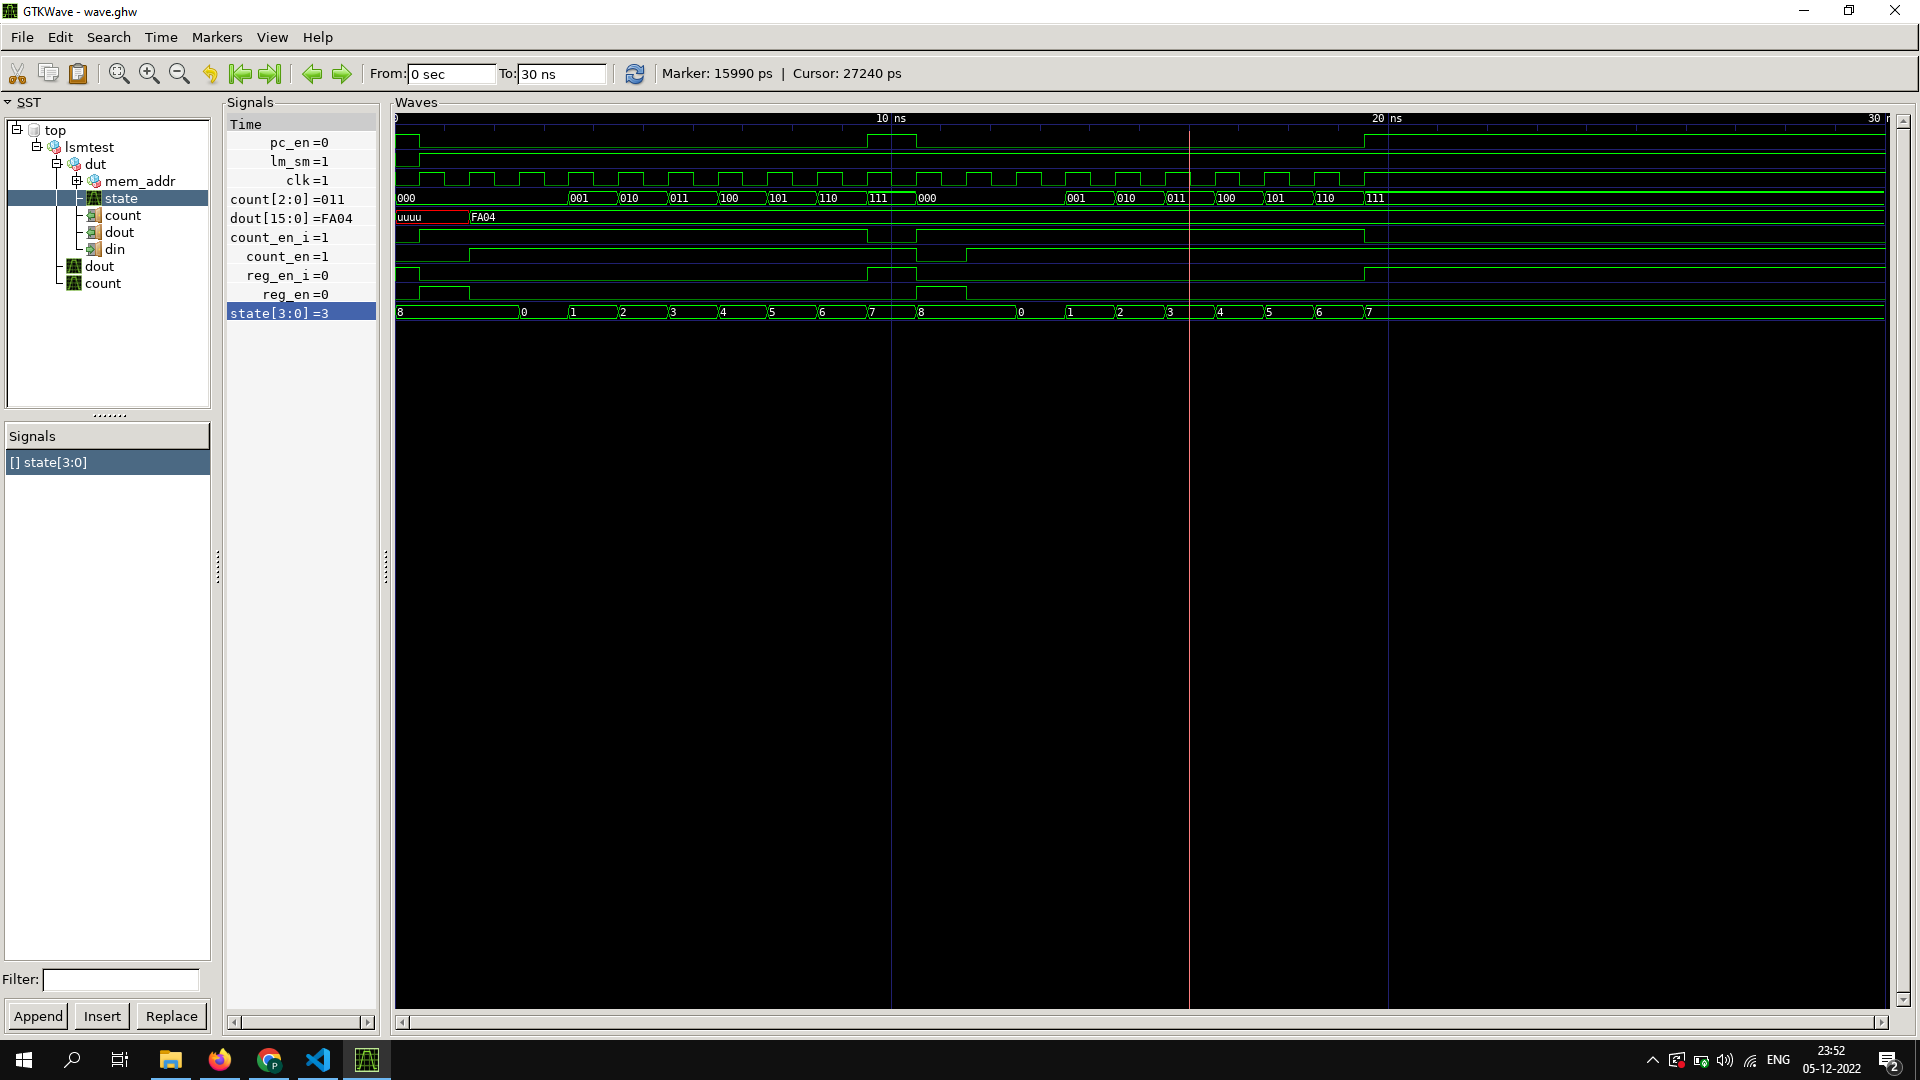 GTKWave - wave.ghw
File Edit Search Time Markers View Help
From: 0 sec To: 30 ns Marker: 15990 ps | Cursor: 27240 ps
SST
top
lsmtest
dut
mem_addr
state
count
dout
din
dout
count
Signals
[] state[3:0]
Filter:
Append Insert Replace
Signals
Time
pc_en=0
lm_sm=1
clk=1
count[2:0]=011
dout[15:0]=FA04
count_en_i=1
count_en=1
reg_en_i=0
reg_en=0
state[3:0]=3
Waves
0 10 ns 20 ns 30
000 001 010 011 100 101 110 111 000 001 010 011 100 101 110 111
uuuu FA04
8 0 1 2 3 4 5 6 7 8 0 1 2 3 4 5 6 7
ENG
23:52
05-12-2022
2